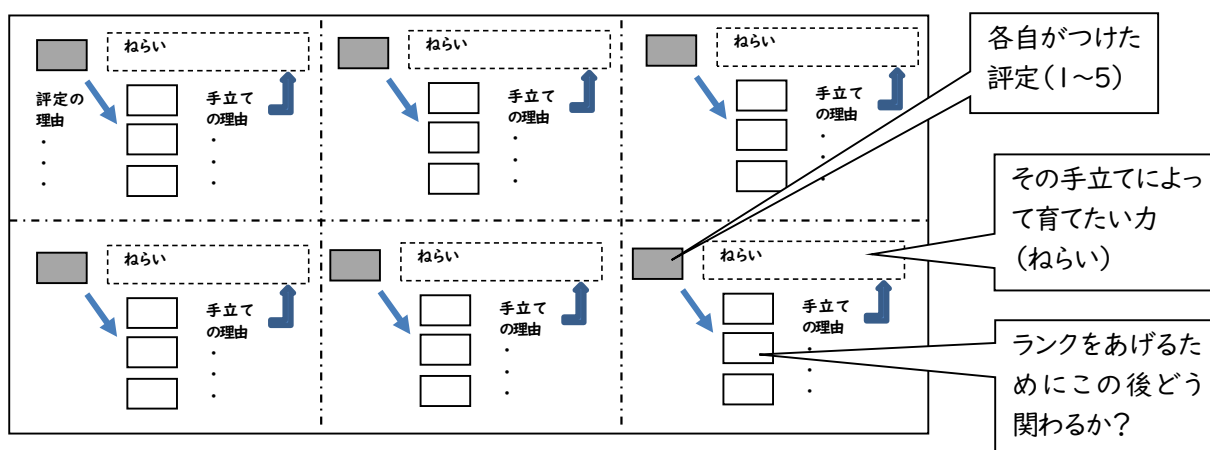 ねらい
評定の
理由
・
・
・
手立て
の理由
・
・
・
ねらい
手立て
の理由
・
・
・
ねらい
手立て
の理由
・
・
・
ねらい
手立て
の理由
・
・
・
ねらい
手立て
の理由
・
・
・
ねらい
手立て
の理由
・
・
・
各自がつけた
評定(1~5)
その手立てによっ
て育てたい力
(ねらい)
ランクをあげるた
めにこの後どう
関わるか?